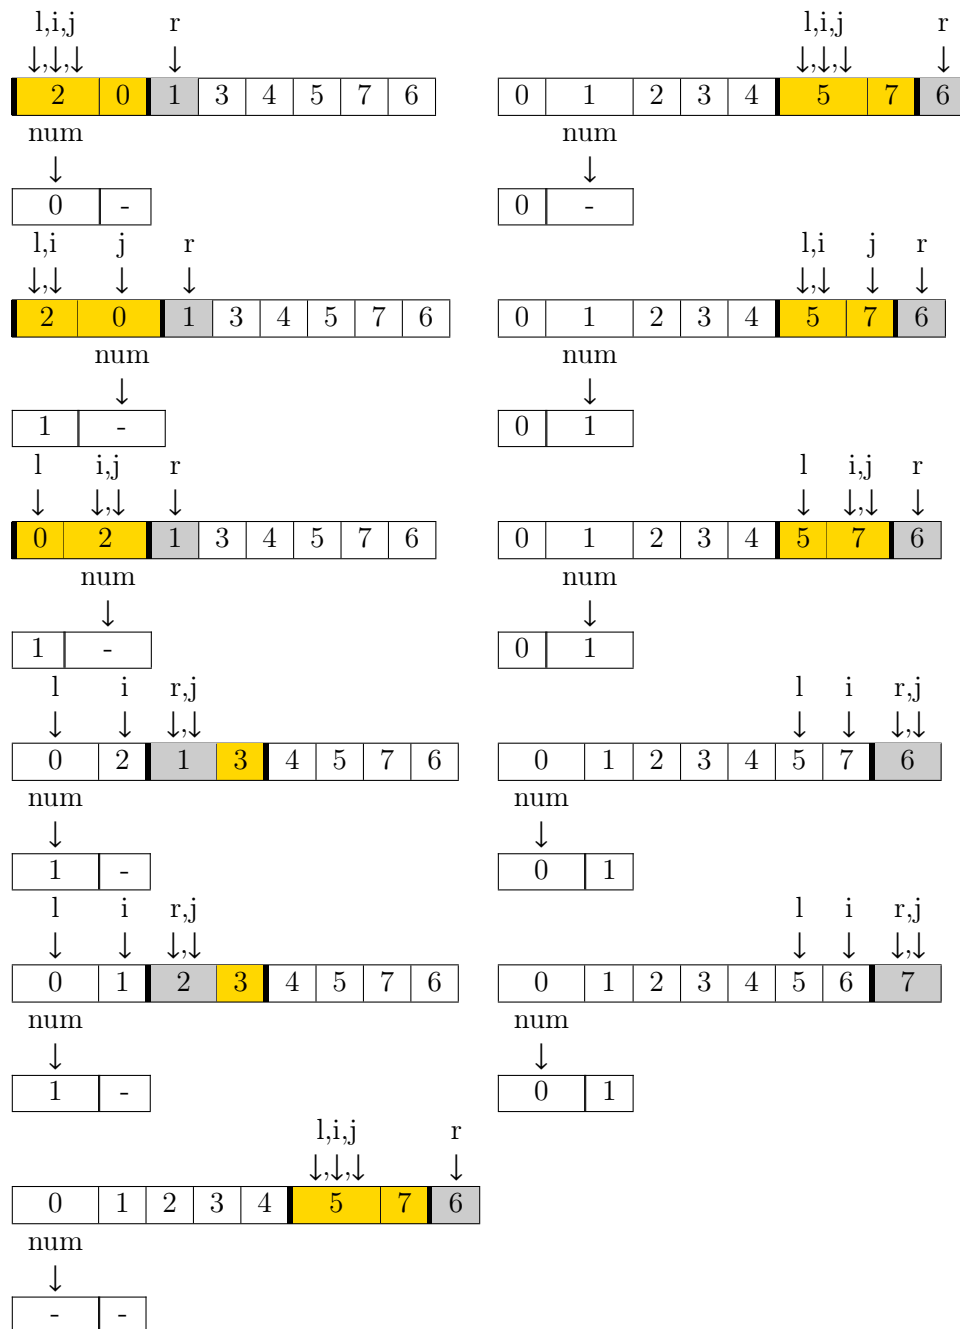 l,i,j r
↓,↓,↓ ↓
2 0 1 3 4 5 7 6
num
↓
0 -
l,i j r
↓,↓ ↓ ↓
2 0 1 3 4 5 7 6
num
↓
1 -
l i,j r
↓ ↓,↓ ↓
0 2 1 3 4 5 7 6
num
↓
1 -
l i r,j
↓ ↓ ↓,↓
0 2 1 3 4 5 7 6
num
↓
1 -
l i r,j
↓ ↓ ↓,↓
0 1 2 3 4 5 7 6
num
↓
1 -
l,i,j r
↓,↓,↓ ↓
0 1 2 3 4 5 7 6
num
↓
- -
l,i,j r
↓,↓,↓ ↓
0 1 2 3 4 5 7 6
num
↓
0 -
l,i j r
↓,↓ ↓ ↓
0 1 2 3 4 5 7 6
num
↓
0 1
l i,j r
↓ ↓,↓ ↓
0 1 2 3 4 5 7 6
num
↓
0 1
l i r,j
↓ ↓ ↓,↓
0 1 2 3 4 5 7 6
num
↓
0 1
l i r,j
↓ ↓ ↓,↓
0 1 2 3 4 5 6 7
num
↓
0 1